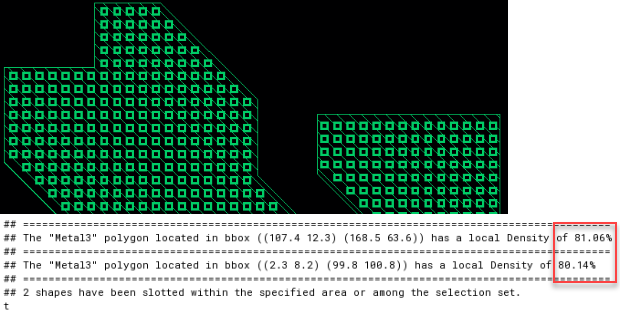 ## ==========================================================================================
## The "Metal3" polygon located in bbox ((107.4 12.3) (168.5 63.6)) has a local Density of 81.06%
## ==========================================================================================
## The "Metal3" polygon located in bbox ((2.3 8.2) (99.8 100.8)) has a local Density of 80.14%
## ==========================================================================================
## 2 shapes have been slotted within the specified area or among the selection set.
t